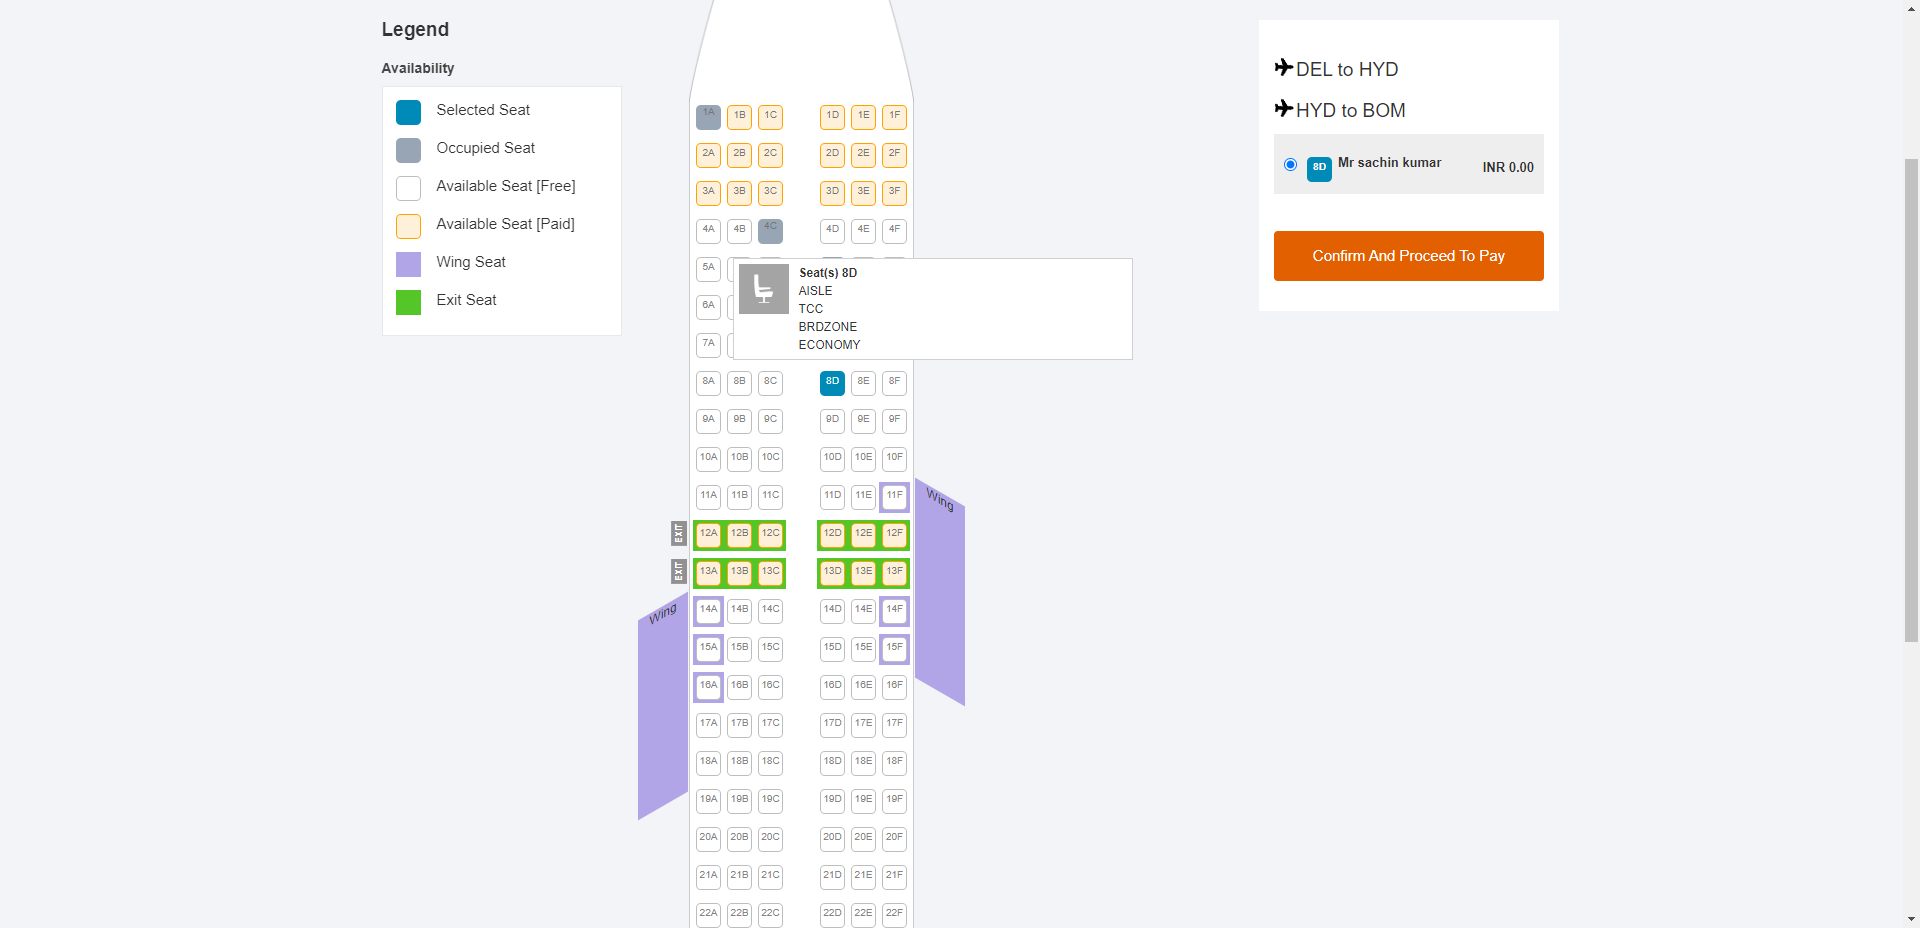 Legend
Availability
Selected Seat
Occupied Seat
Available Seat [Free]
Available Seat [Paid]
Wing Seat
Exit Seat
1A 1B 1C 1D 1E 1F
2A 2B 2C 2D 2E 2F
3A 3B 3C 3D 3E 3F
4A 4B 4C 4D 4E 4F
5A
6A
7A
Seat(s) 8D
AISLE
TCC
BRDZONE
ECONOMY
8A 8B 8C 8D 8E 8F
9A 9B 9C 9D 9E 9F
10A 10B 10C 10D 10E 10F
11A 11B 11C 11D 11E 11F
Wing
EXIT 12A 12B 12C 12D 12E 12F
EXIT 13A 13B 13C 13D 13E 13F
Wing
14A 14B 14C 14D 14E 14F
15A 15B 15C 15D 15E 15F
16A 16B 16C 16D 16E 16F
17A 17B 17C 17D 17E 17F
18A 18B 18C 18D 18E 18F
19A 19B 19C 19D 19E 19F
20A 20B 20C 20D 20E 20F
21A 21B 21C 21D 21E 21F
22A 22B 22C 22D 22E 22F
DEL to HYD
HYD to BOM
8D Mr sachin kumar INR 0.00
Confirm And Proceed To Pay